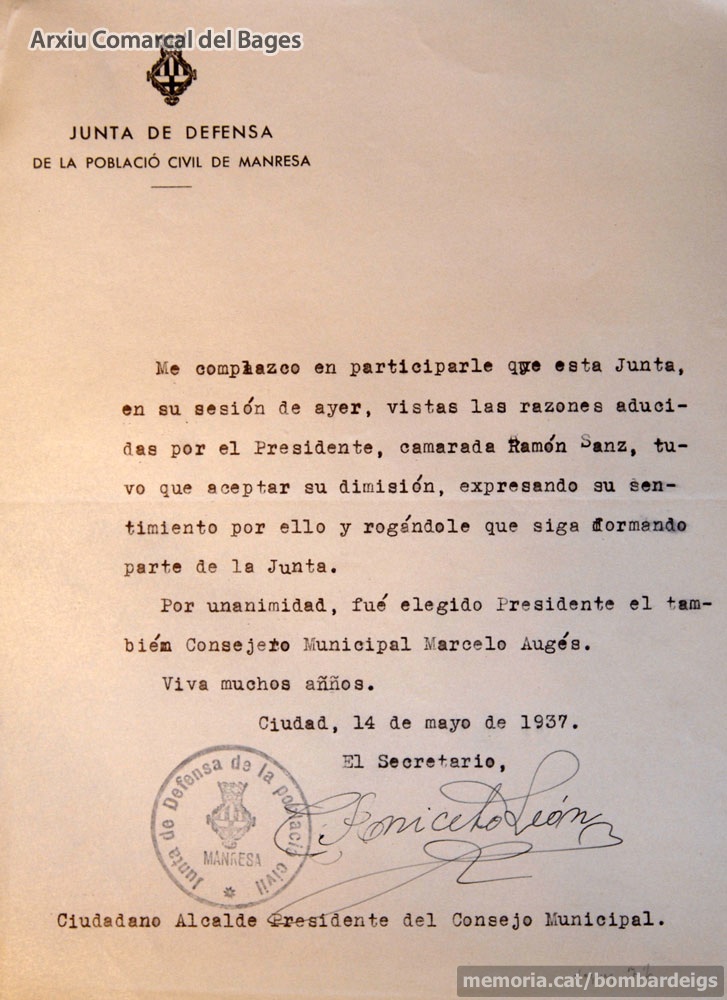 Arxiu Comarcal del Bages
JUNTA DE DEFENSA
DE LA POBLACIÓ CIVIL DE MANRESA
Me complazco en participarle que esta Junta,
en su sesión de ayer, vistas las razones aduci-
das por el Presidente, camarada Ramón Sanz, tu-
vo que aceptar su dimisión, expresando su sen-
timiento por ello y rogándole que siga formando
parte de la Junta.
Por unanimidad, fué elegido Presidente el tam-
bién Consejero Municipal Marcelo Augés.
Viva muchos añños.
Ciudad, 14 de mayo de 1937.
El Secretario,
Junta de Defensa de la població civil
MANRESA
Aniceto León
Ciudadano Alcalde Presidente del Consejo Municipal.
memoria.cat/bombardeigs